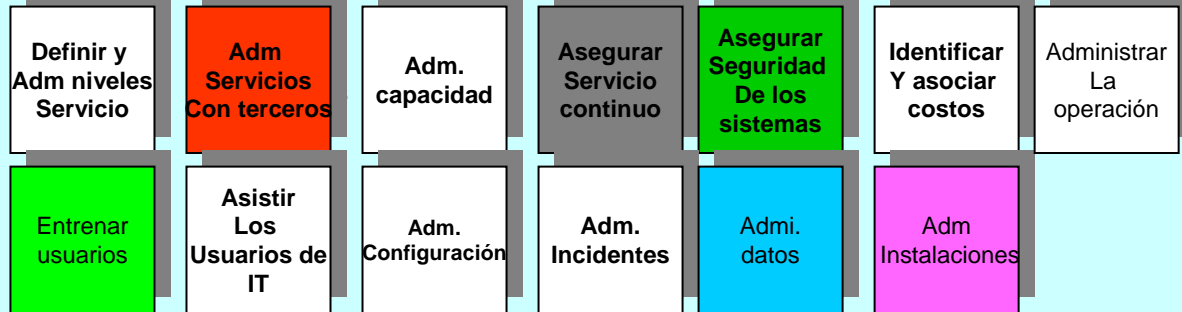 Definir y
Adm niveles
Servicio
Adm
Servicios
Con terceros
Adm.
capacidad
Asegurar
Servicio
continuo
Asegurar
Seguridad
De los
sistemas
Identificar
Y asociar
costos
Administrar
La
operación
Entrenar
usuarios
Asistir
Los
Usuarios de
IT
Adm.
Configuración
Adm.
Incidentes
Admi.
datos
Adm
Instalaciones